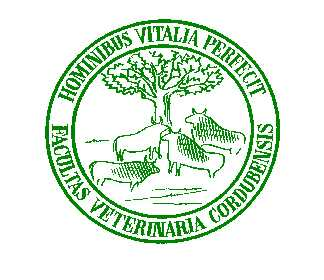 HOMINIBUS VITALIA PERFECIT
FACULTAS VETERINARIA CORDUBENSIS